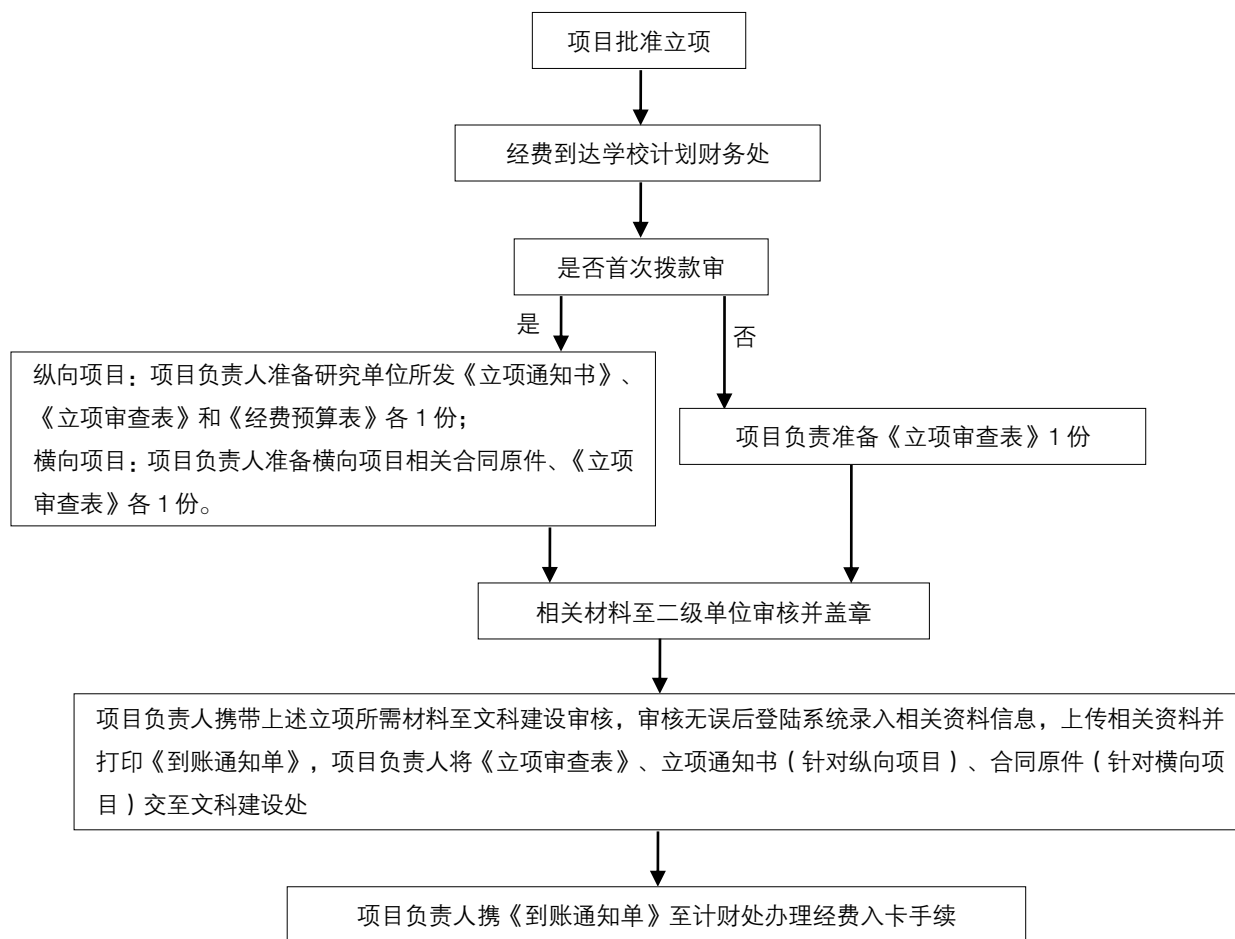 项目批准立项
经费到达学校计划财务处
是否首次拨款审
是
否
纵向项目：项目负责人准备研究单位所发《立项通知书》、
《立项审查表》和《经费预算表》各 1 份；
横向项目：项目负责人准备横向项目相关合同原件、《立项
审查表》各 1 份。
项目负责准备《立项审查表》1 份
相关材料至二级单位审核并盖章
项目负责人携带上述立项所需材料至文科建设审核，审核无误后登陆系统录入相关资料信息，上传相关资料并
打印《到账通知单》，项目负责人将《立项审查表》、立项通知书（针对纵向项目）、合同原件（针对横向项
目）交至文科建设处
项目负责人携《到账通知单》至计财处办理经费入卡手续